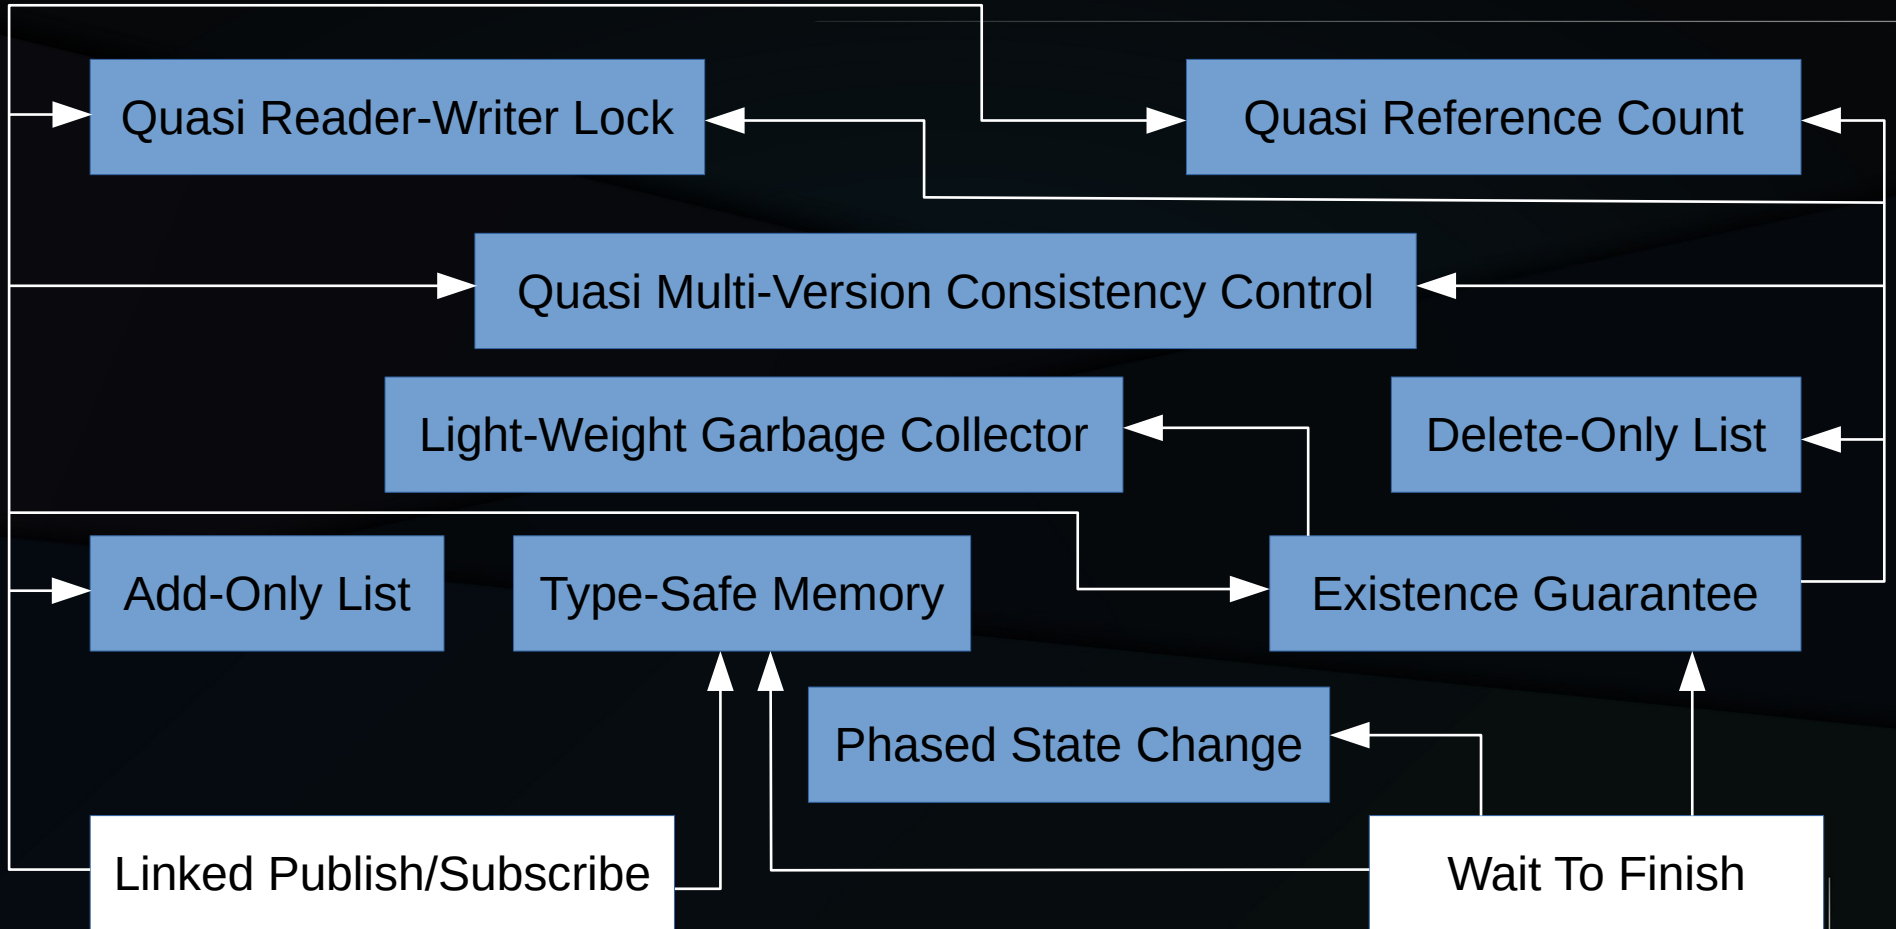 Quasi Reader-Writer Lock
Quasi Reference Count
Quasi Multi-Version Consistency Control
Light-Weight Garbage Collector
Delete-Only List
Add-Only List
Type-Safe Memory
Existence Guarantee
Phased State Change
Linked Publish/Subscribe
Wait To Finish